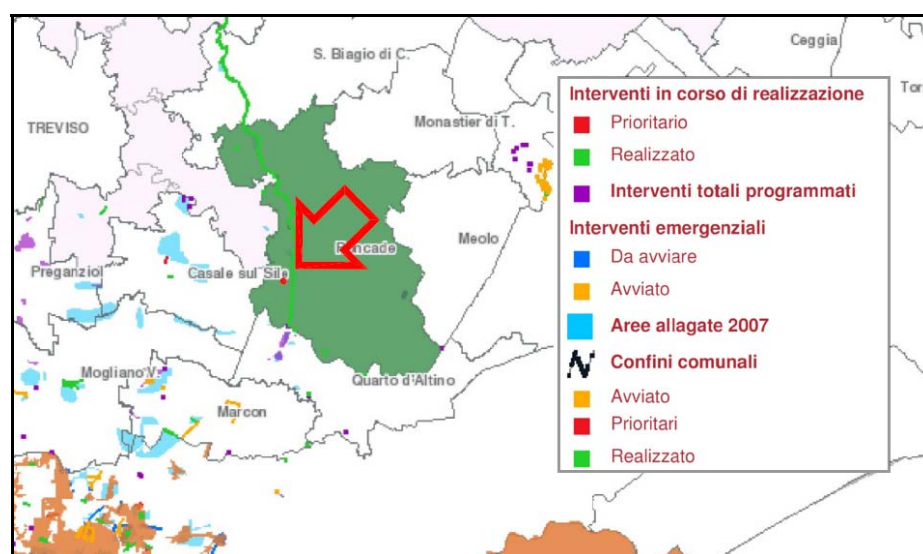 S. Biagio di C.
Ceggia
TREVISO
Monastier di T.
Meolo
Roncade
Preganziol
Casale sul Sile
Mogliano V.
Quarto d'Altino
Marcon
Tor
Interventi in corso di realizzazione
Prioritario
Realizzato
Interventi totali programmati
Interventi emergenziali
Da avviare
Avviato
Aree allagate 2007
Confini comunali
Avviato
Prioritari
Realizzato